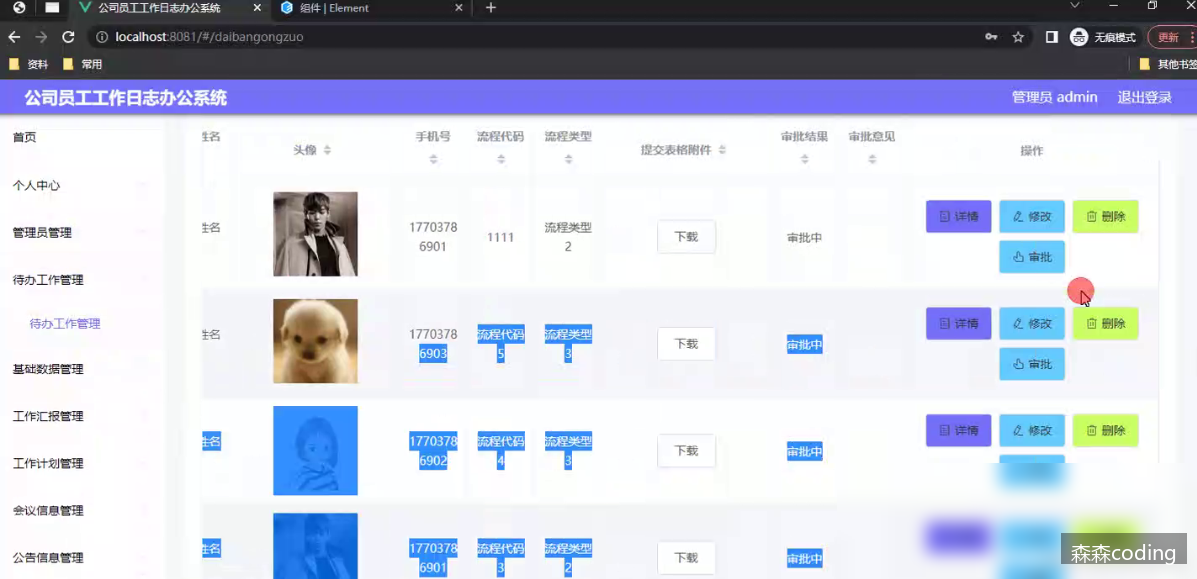 公司员工工作日志办公系统
组件 | Element
localhost:8081/#/daibangongzuo
无痕模式
更新
资料
常用
其他书签
公司员工工作日志办公系统
管理员 admin
退出登录
首页
个人中心
管理员管理
待办工作管理
待办工作管理
基础数据管理
工作汇报管理
工作计划管理
会议信息管理
公告信息管理
姓名 头像 手机号 流程代码 流程类型 提交表格附件 审批结果 审批意见 操作
姓名 1770378 1111 流程类型 下载 审批中 详情 修改 删除
6901 2
审批
姓名 1770378 流程代码 流程类型 下载 审批中 详情 修改 删除
6903 5 3
审批
姓名 1770378 流程代码 流程类型 下载 审批中 详情 修改 删除
6902 4 3
姓名 1770378 流程代码 流程类型 下载 审批中
6901 3 2
森森coding